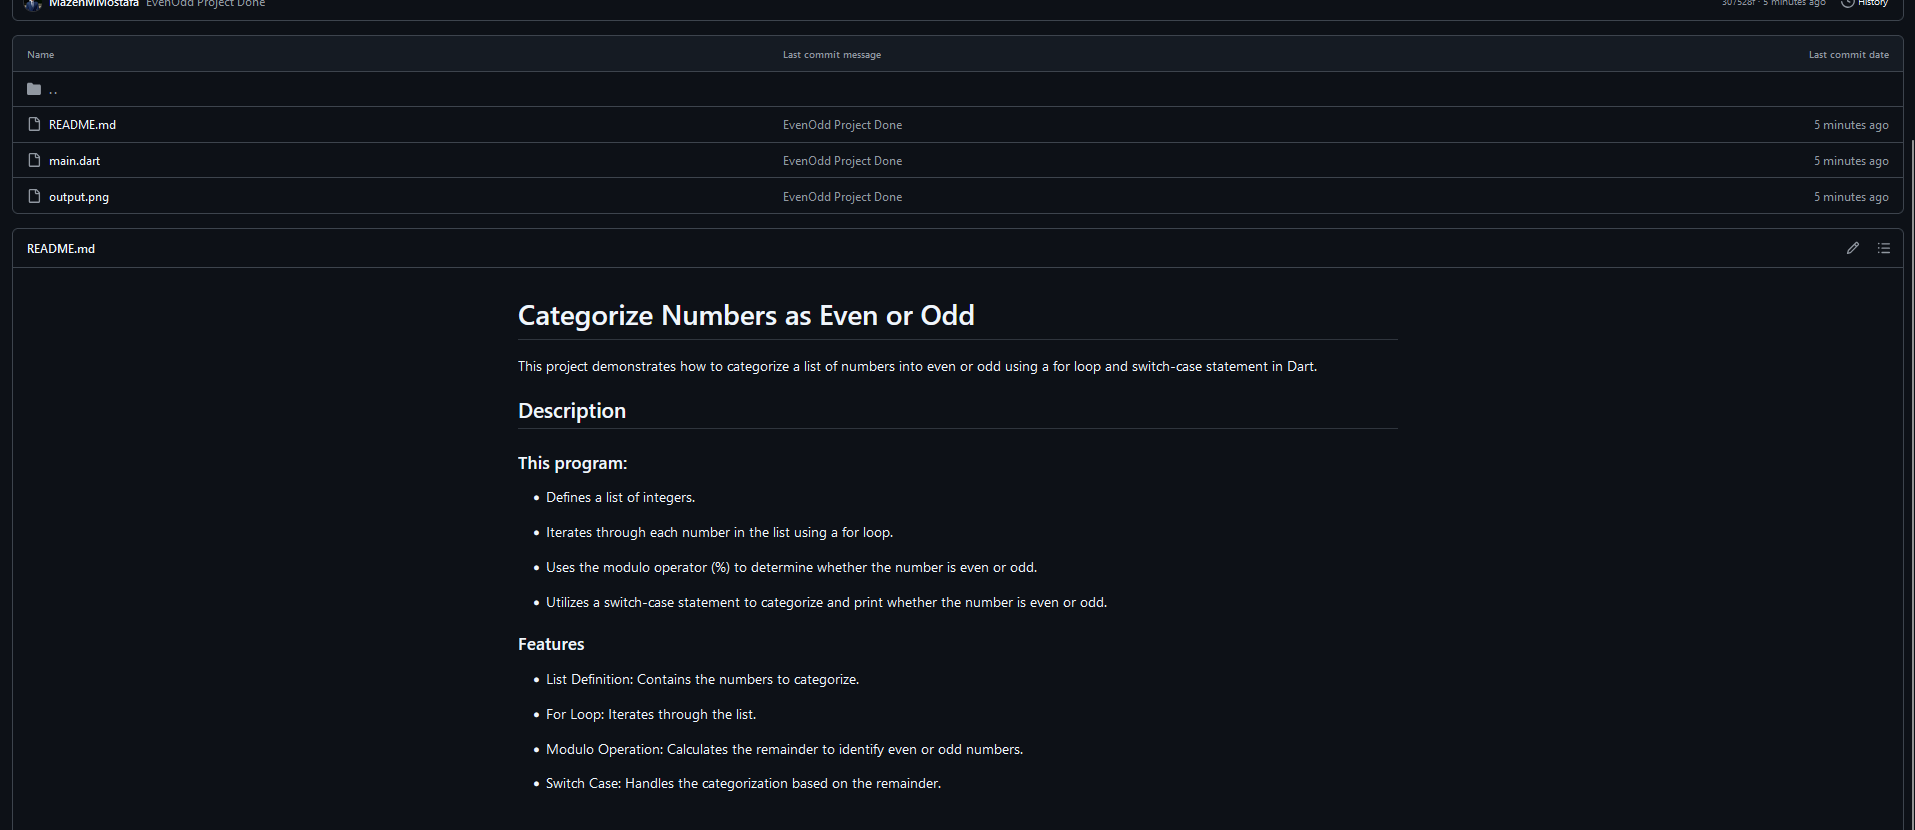 MazenMMostafa EvenOdd Project Done 307528f · 5 minutes ago History
Name Last commit message Last commit date
..
README.md EvenOdd Project Done 5 minutes ago
main.dart EvenOdd Project Done 5 minutes ago
output.png EvenOdd Project Done 5 minutes ago
README.md
Categorize Numbers as Even or Odd
This project demonstrates how to categorize a list of numbers into even or odd using a for loop and switch-case statement in Dart.
Description
This program:
• Defines a list of integers.
• Iterates through each number in the list using a for loop.
• Uses the modulo operator (%) to determine whether the number is even or odd.
• Utilizes a switch-case statement to categorize and print whether the number is even or odd.
Features
• List Definition: Contains the numbers to categorize.
• For Loop: Iterates through the list.
• Modulo Operation: Calculates the remainder to identify even or odd numbers.
• Switch Case: Handles the categorization based on the remainder.